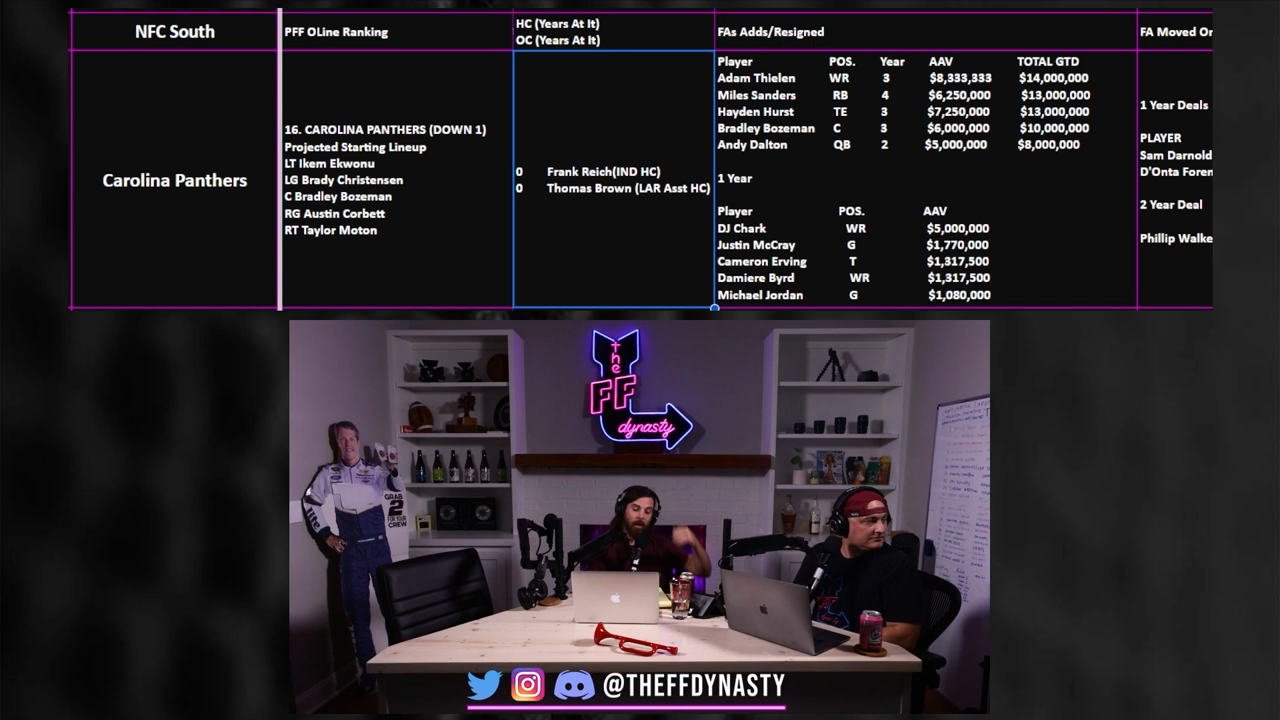 NFC South
PFF OLine Ranking
HC (Years At It)
OC (Years At It)
FAs Adds/Resigned
FA Moved On
Carolina Panthers
16. CAROLINA PANTHERS (DOWN 1)
Projected Starting Lineup
LT Ikem Ekwonu
LG Brady Christensen
C Bradley Bozeman
RG Austin Corbett
RT Taylor Moton
0 Frank Reich(IND HC)
0 Thomas Brown (LAR Asst HC)
Player POS. Year AAV TOTAL GTD
Adam Thielen WR 3 $8,333,333 $14,000,000
Miles Sanders RB 4 $6,250,000 $13,000,000
Hayden Hurst TE 3 $7,250,000 $13,000,000
Bradley Bozeman C 3 $6,000,000 $10,000,000
Andy Dalton QB 2 $5,000,000 $8,000,000
1 Year
Player POS. AAV
DJ Chark WR $5,000,000
Justin McCray G $1,770,000
Cameron Erving T $1,317,500
Damiere Byrd WR $1,317,500
Michael Jordan G $1,080,000
1 Year Deals
PLAYER
Sam Darnold
D'Onta Foren
2 Year Deal
Phillip Walke
the
FF
dynasty
GRAB
2
FOR YOUR
CREW
@THEFFDYNASTY